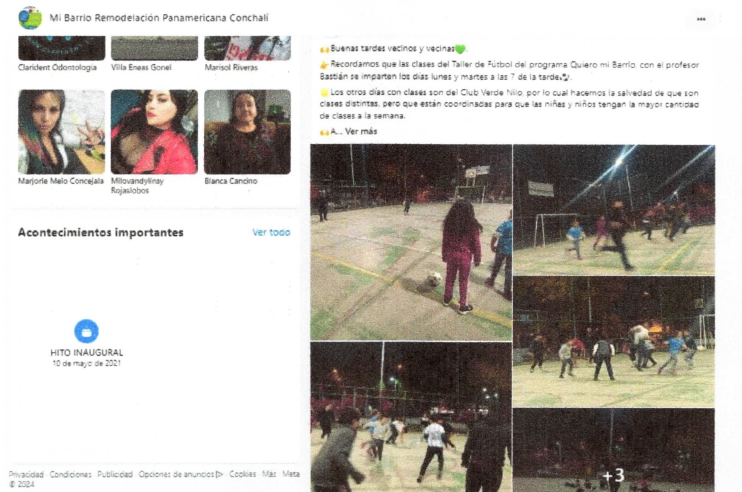 Mi Barrio Remodelación Panamericana Conchalí
Clarident Odontologia
Villa Eneas Gonel
Marisol Riveras
Marjorie Melo Concejala
Milovandyliray
Rojaslobos
Blanca Cancino
Acontecimientos importantes
Ver todo
HITO INAUGURAL
10 de mayo de 2021
Privacidad · Condiciones · Publicidad · Opciones de anuncios · Cookies · Más · Meta
© 2024
Buenas tardes vecinos y vecinas💚.
Recordamos que las clases del Taller de Fútbol del programa Quiero mi Barrio, con el profesor
Bastián se imparten los días lunes y martes a las 7 de la tarde⚽.
Los otros días con clases son del Club Verde Nilo, por lo cual hacemos la salvedad de que son
clases distintas, pero que están coordinadas para que las niñas y niños tengan la mayor cantidad
de clases a la semana.
A... Ver más
+3